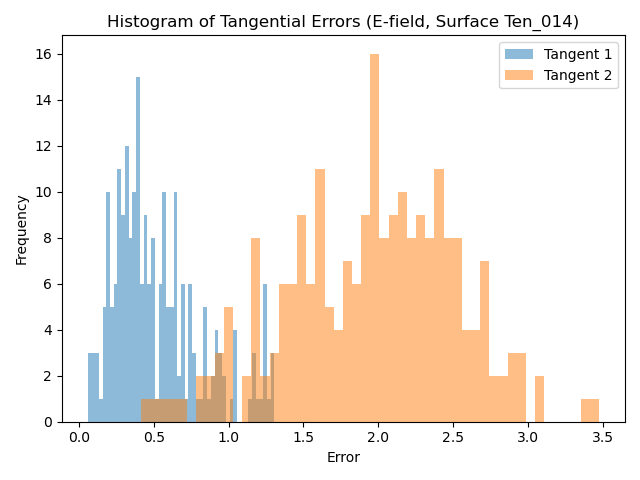 Histogram of Tangential Errors (E-field, Surface Ten_014)
Tangent 1
Tangent 2
Frequency
16
14
12
10
8
6
4
2
0
0.0 0.5 1.0 1.5 2.0 2.5 3.0 3.5
Error